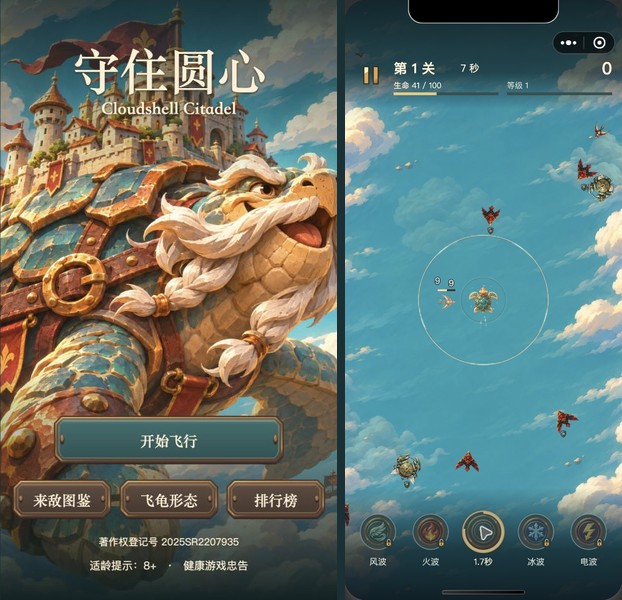 守住圆心
Cloudshell Citadel
开始飞行
来敌图鉴
飞龟形态
排行榜
著作权登记号 2025SR2207935
适龄提示：8+ · 健康游戏忠告
第 1 关
7 秒
0
生命 41 / 100
等级 1
9 9
风波
火波
1.7秒
冰波
电波